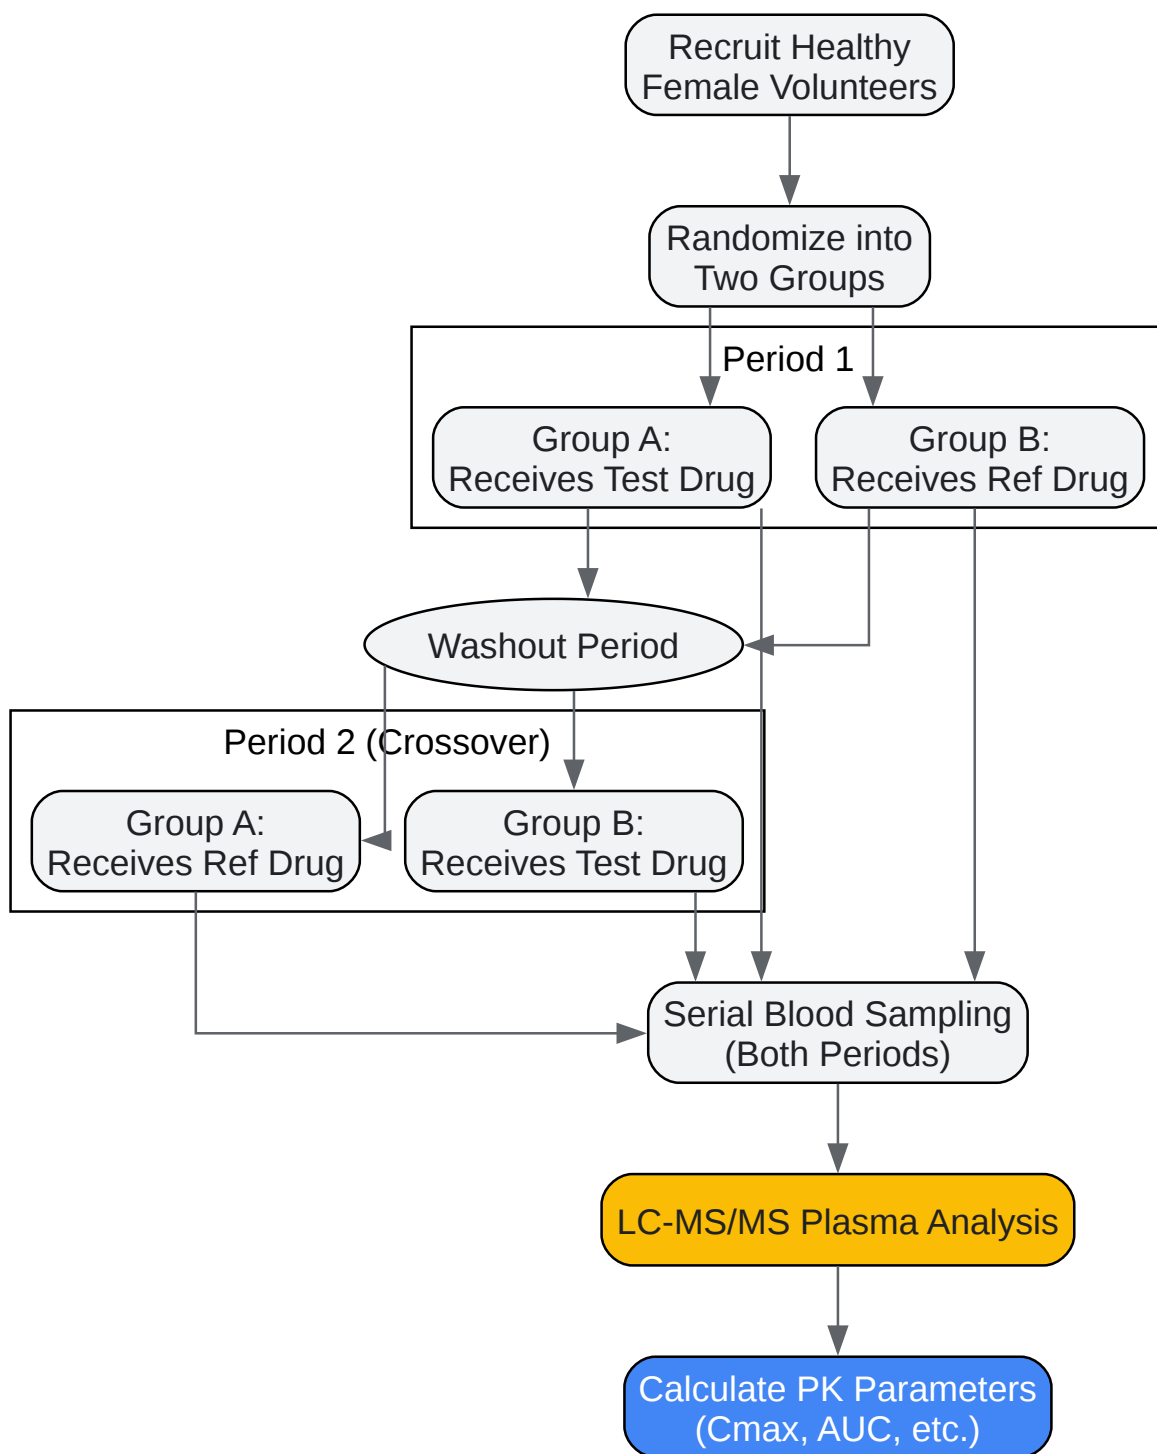 Recruit Healthy
Female Volunteers
Randomize into
Two Groups
Period 1
Group A:
Receives Test Drug
Group B:
Receives Ref Drug
Washout Period
Period 2 (Crossover)
Group A:
Receives Ref Drug
Group B:
Receives Test Drug
Serial Blood Sampling
(Both Periods)
LC-MS/MS Plasma Analysis
Calculate PK Parameters
(Cmax, AUC, etc.)